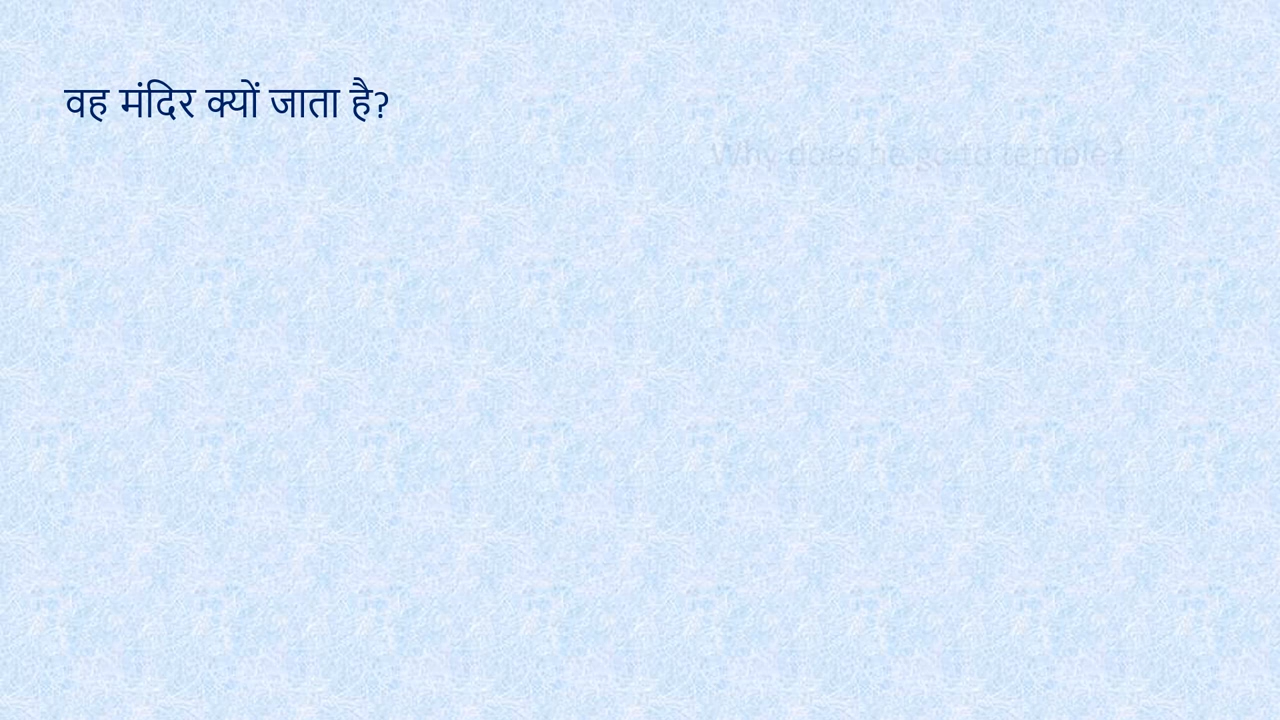 वह मंदिर क्यों जाता है?
Why does he go to temple?